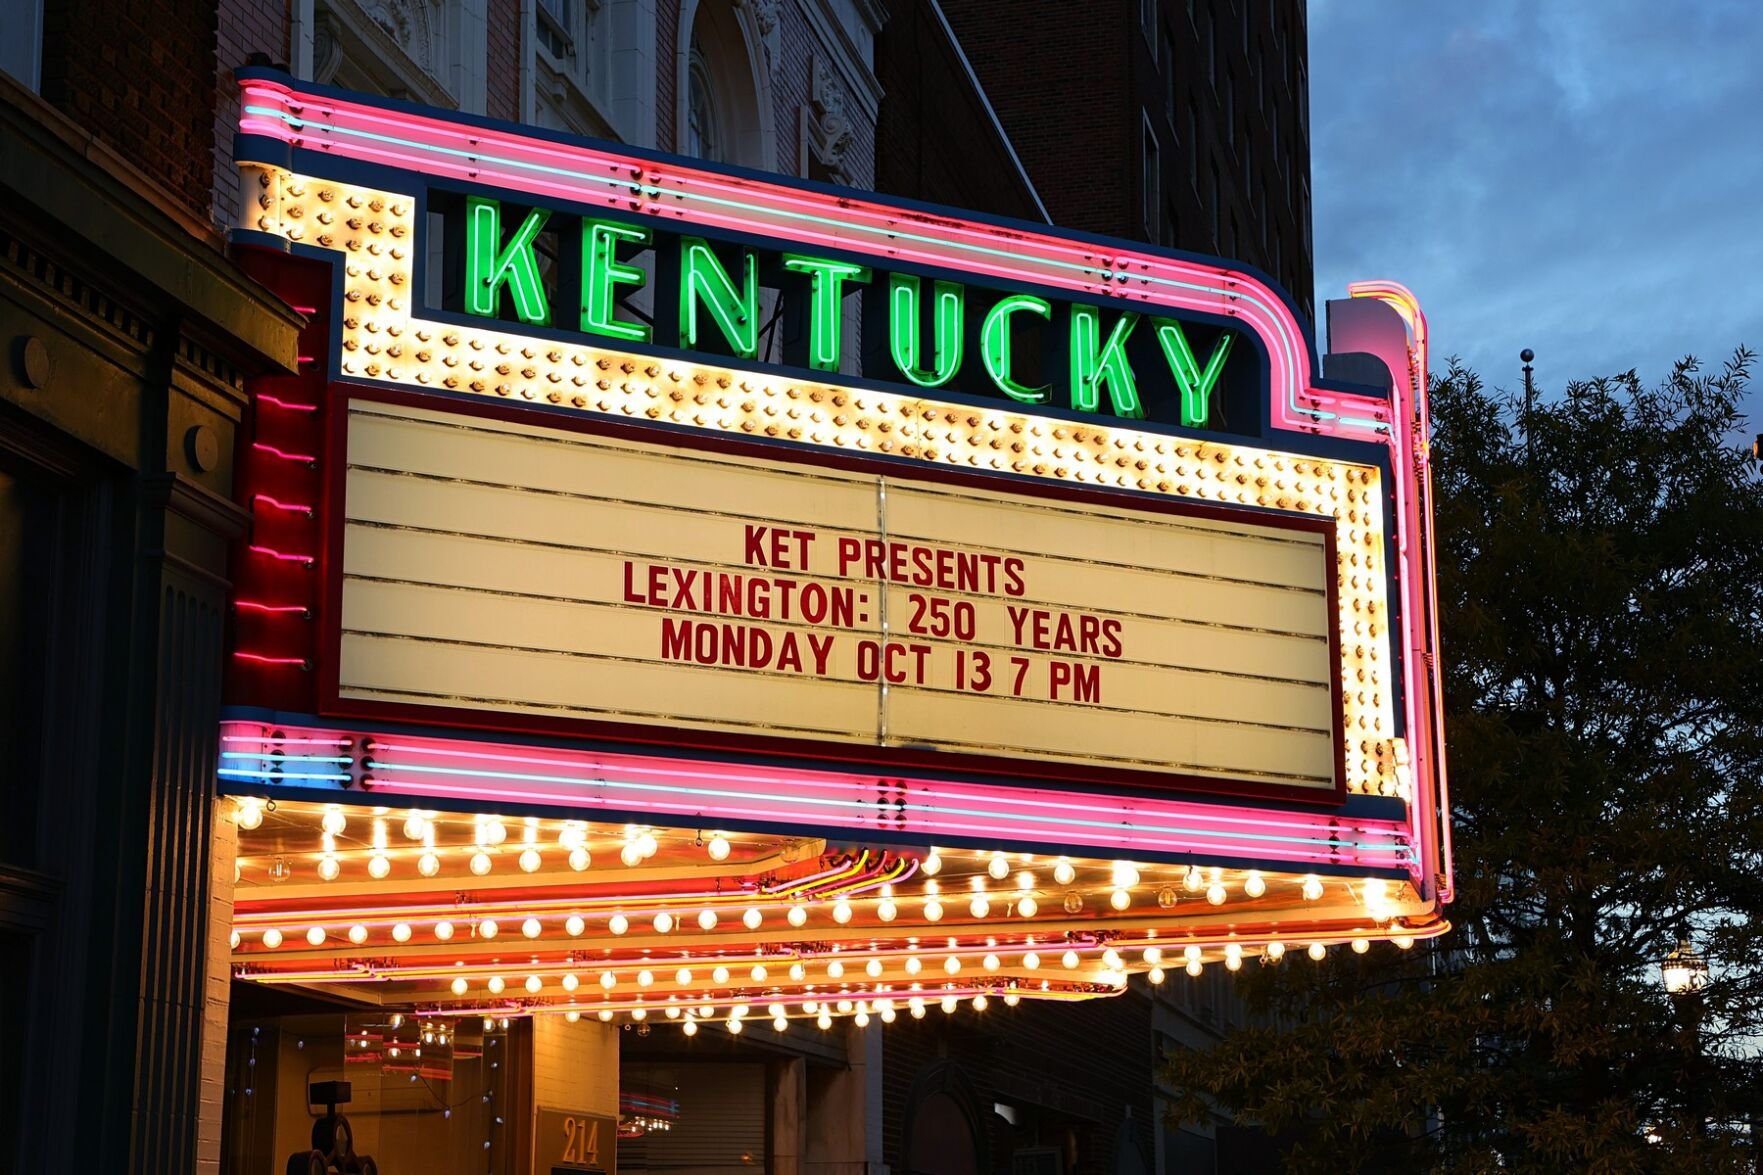 KENTUCKY
KET PRESENTS
LEXINGTON: 250 YEARS
MONDAY OCT 13 7 PM
214